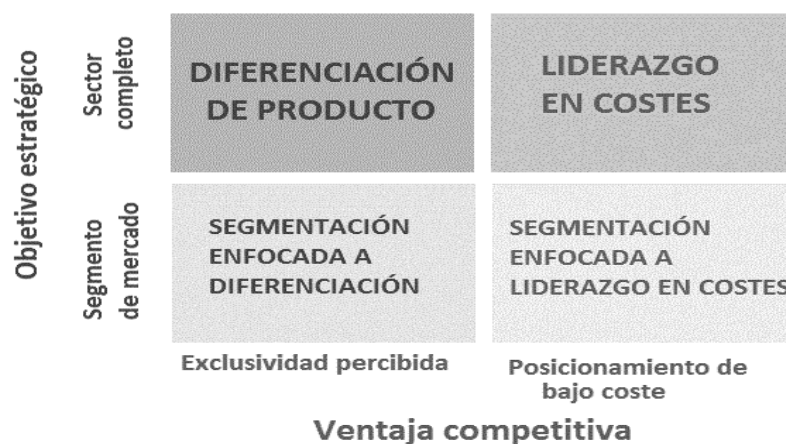 Objetivo estratégico
Sector
completo
DIFERENCIACIÓN
DE PRODUCTO
LIDERAZGO
EN COSTES
Segmento
de mercado
SEGMENTACIÓN
ENFOCADA A
DIFERENCIACIÓN
SEGMENTACIÓN
ENFOCADA A
LIDERAZGO EN COSTES
Exclusividad percibida
Posicionamiento de
bajo coste
Ventaja competitiva